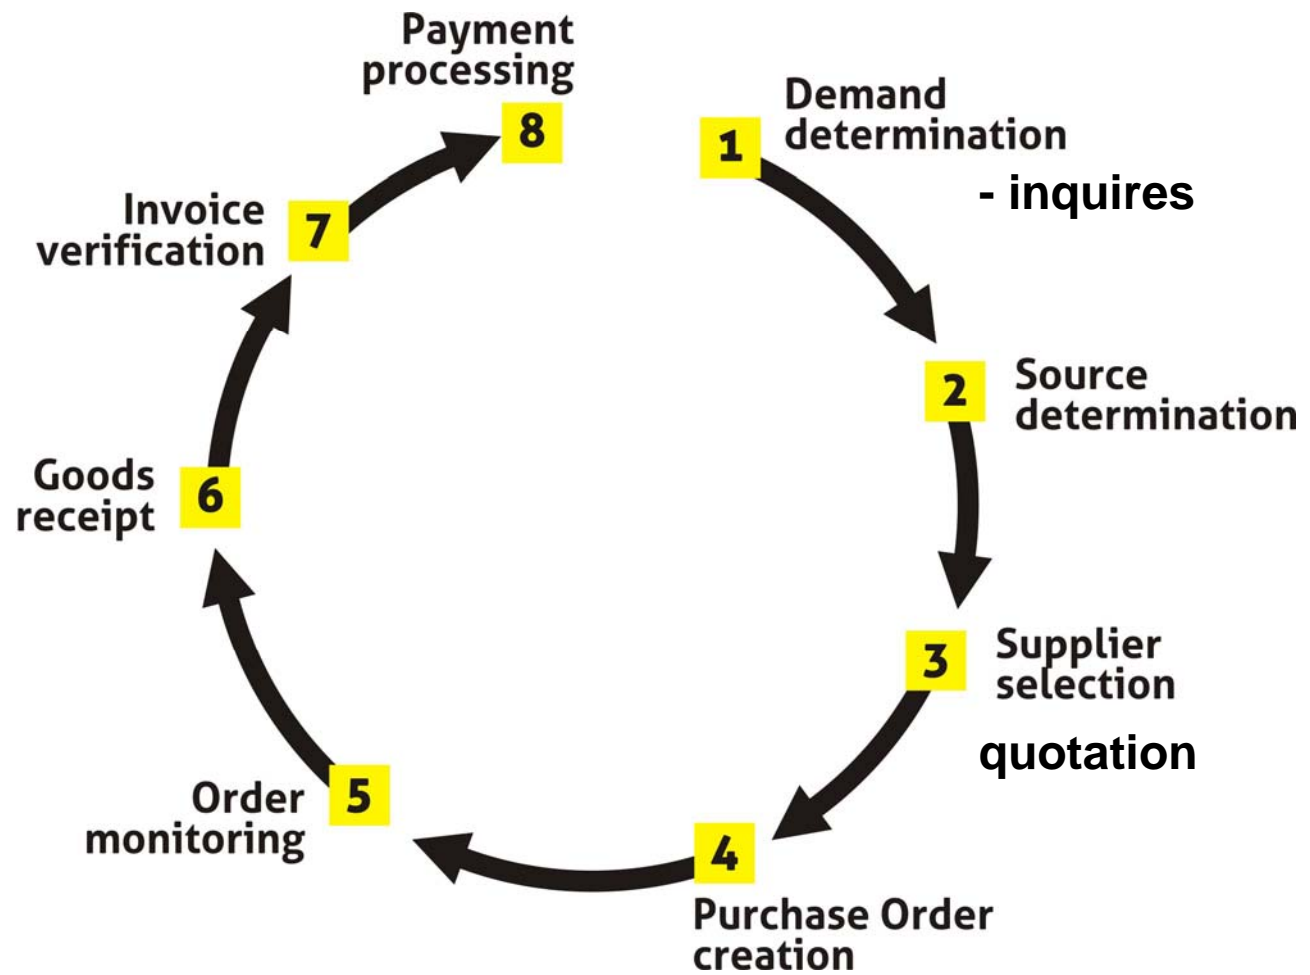 1
Demand
determination
- inquires
2
Source
determination
3
Supplier
selection
quotation
4
Purchase Order
creation
5
Order
monitoring
6
Goods
receipt
7
Invoice
verification
8
Payment
processing